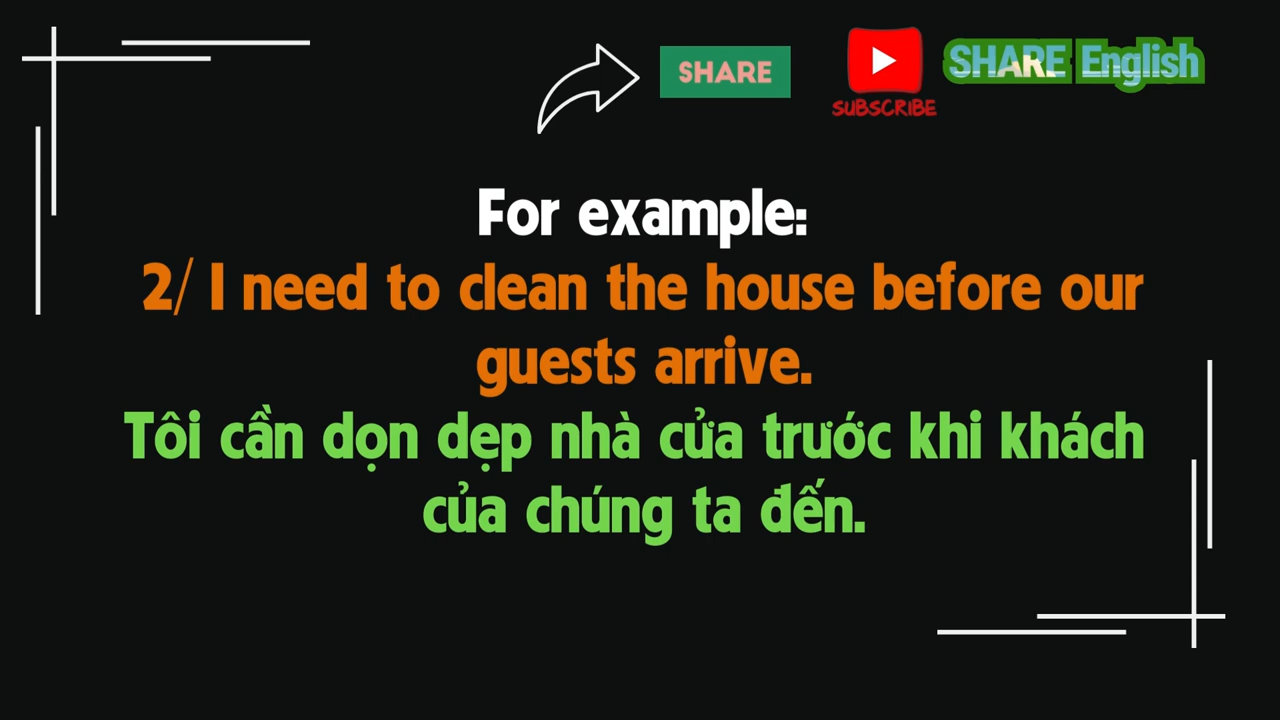 SHARE
SUBSCRIBE
SHARE English
For example:
2/ I need to clean the house before our
guests arrive.
Tôi cần dọn dẹp nhà cửa trước khi khách
của chúng ta đến.